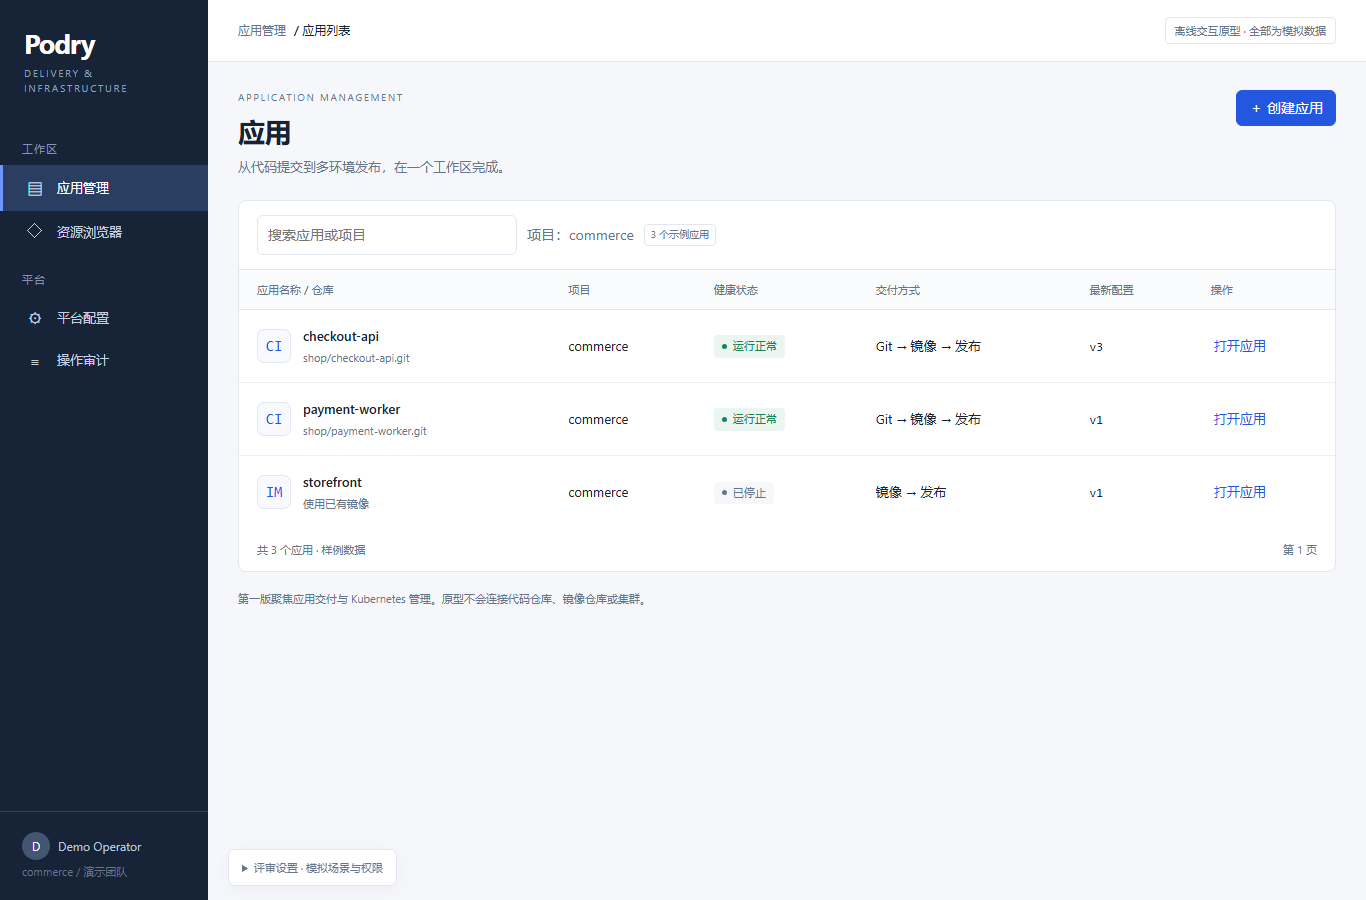 Podry
DELIVERY &
INFRASTRUCTURE
工作区
应用管理
资源浏览器
平台
平台配置
操作审计
D Demo Operator
commerce / 演示团队
应用管理 / 应用列表
离线交互原型 · 全部为模拟数据
APPLICATION MANAGEMENT
应用
从代码提交到多环境发布，在一个工作区完成。
+ 创建应用
搜索应用或项目 项目：commerce 3 个示例应用
应用名称 / 仓库 项目 健康状态 交付方式 最新配置 操作
CI checkout-api commerce 运行正常 Git → 镜像 → 发布 v3 打开应用
shop/checkout-api.git
CI payment-worker commerce 运行正常 Git → 镜像 → 发布 v1 打开应用
shop/payment-worker.git
IM storefront commerce 已停止 镜像 → 发布 v1 打开应用
使用已有镜像
共 3 个应用 · 样例数据 第 1 页
第一版聚焦应用交付与 Kubernetes 管理。原型不会连接代码仓库、镜像仓库或集群。
评审设置 · 模拟场景与权限